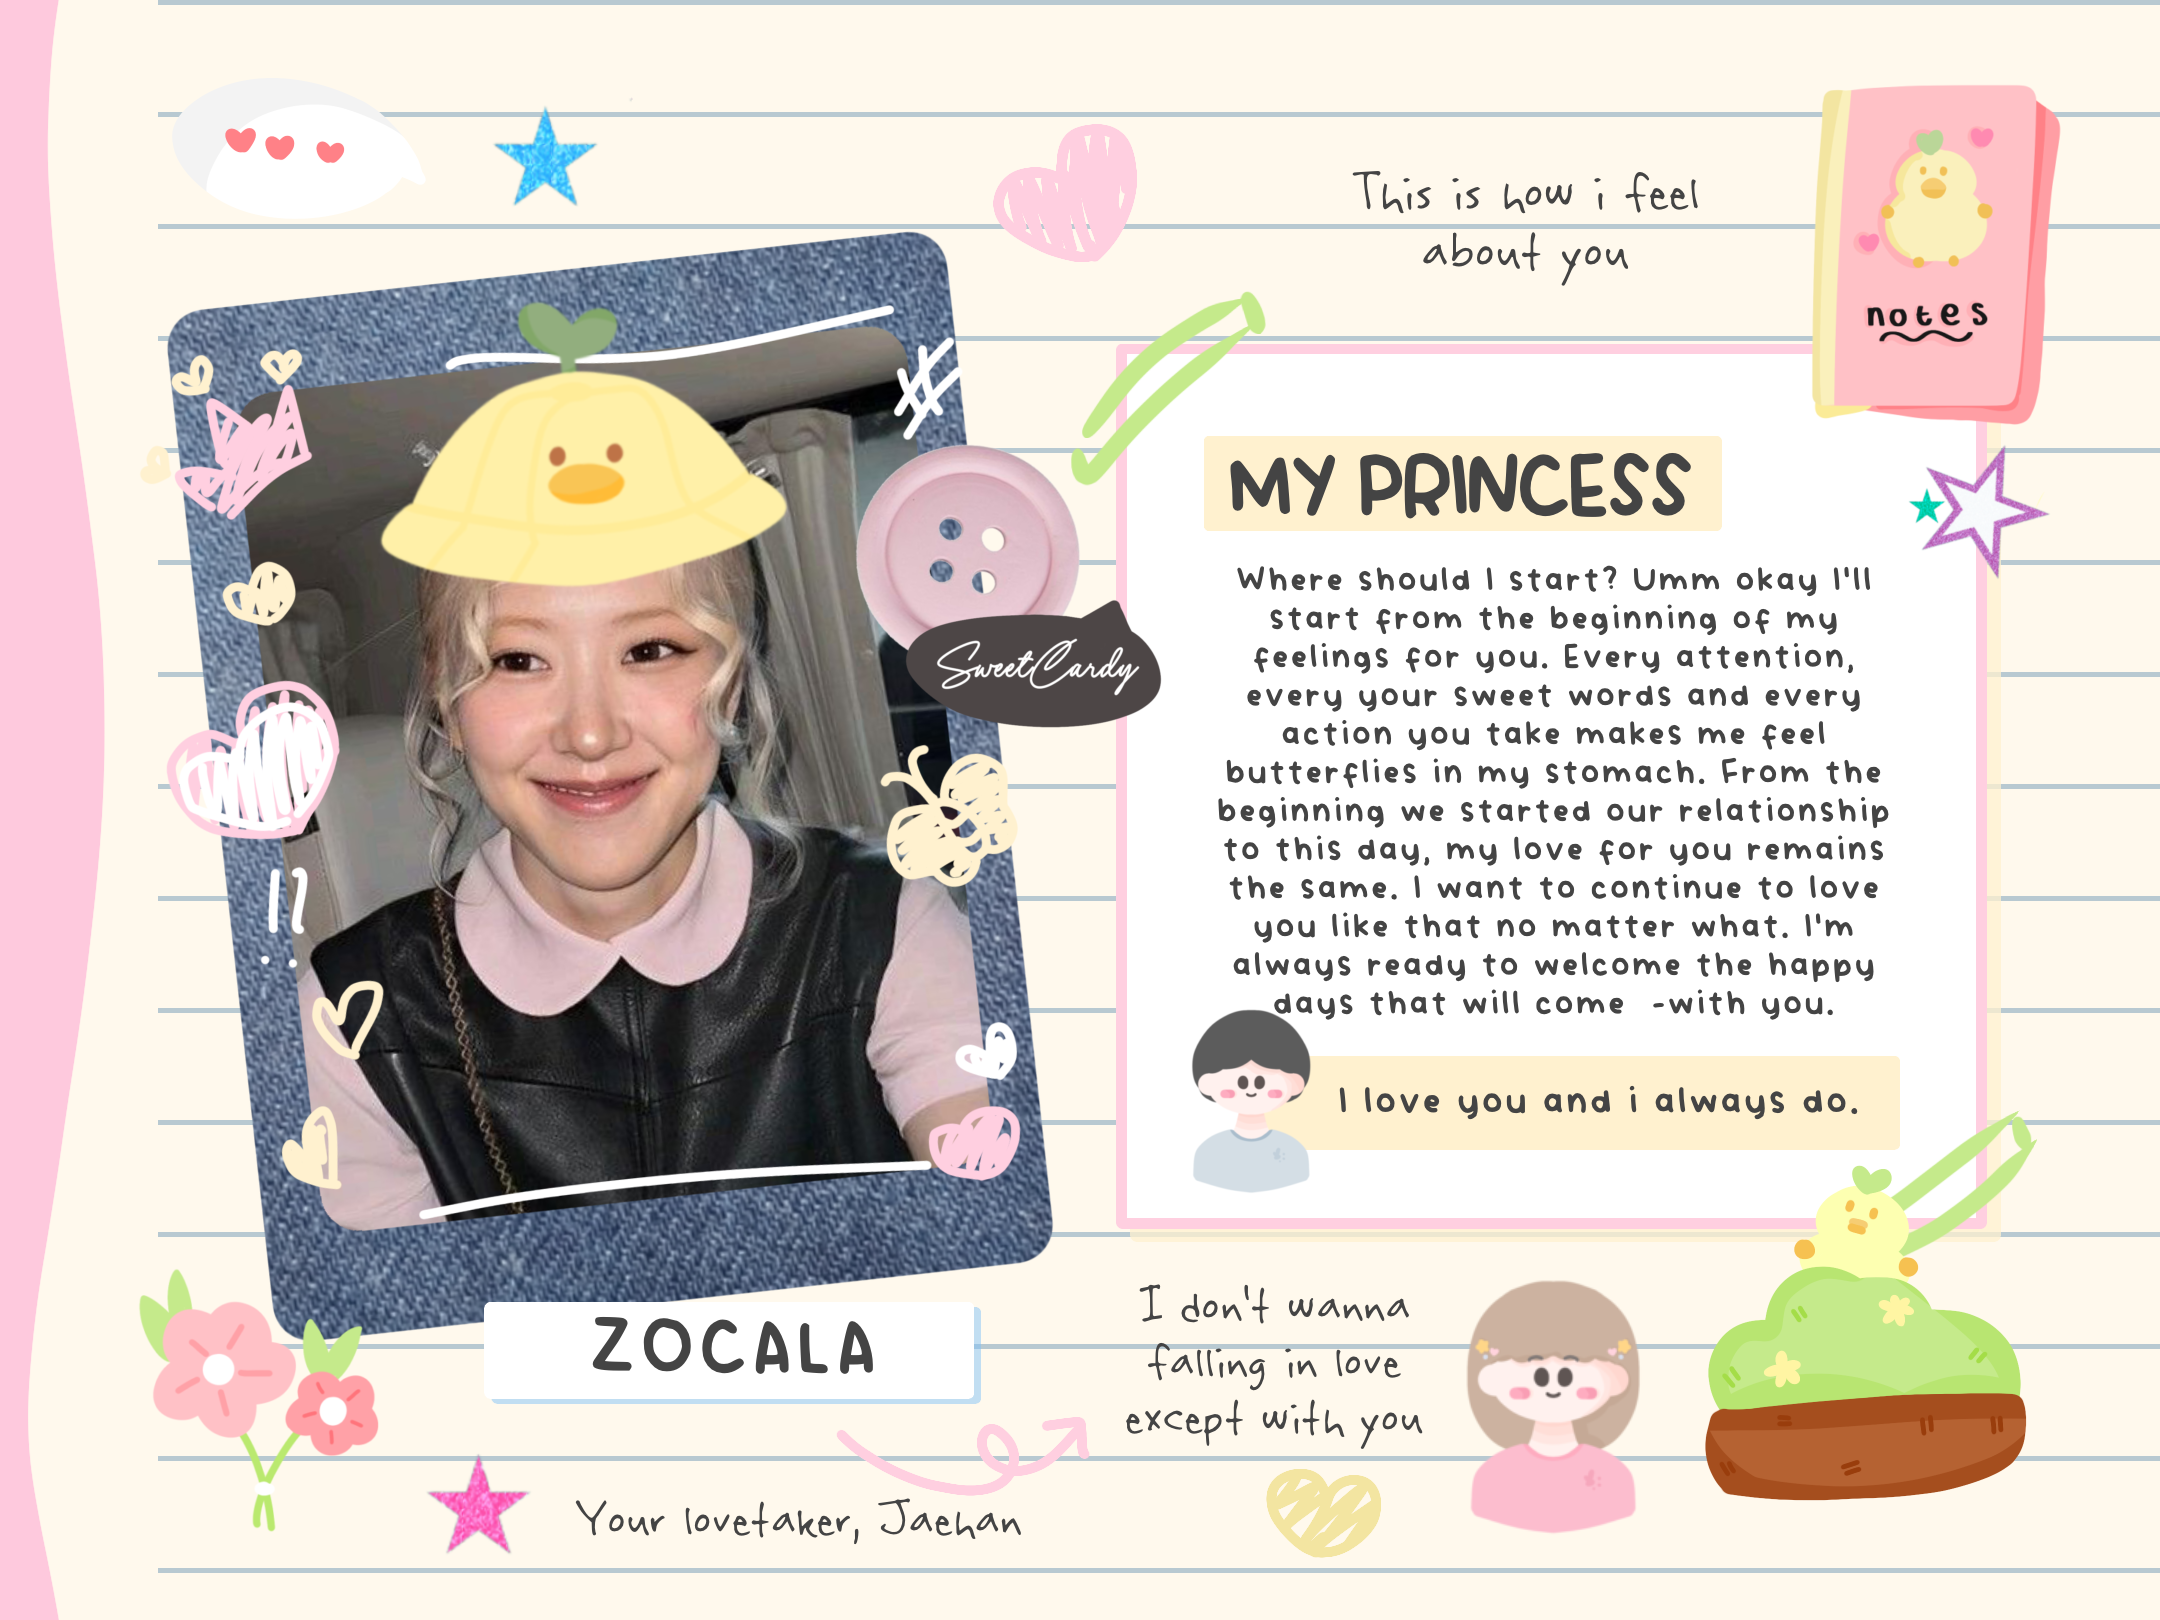 This is how i feel
about you
notes
MY PRINCESS
Where should I start? Umm okay I'll
start from the beginning of my
feelings for you. Every attention,
every your sweet words and every
action you take makes me feel
butterflies in my stomach. From the
beginning we started our relationship
to this day, my love for you remains
the same. I want to continue to love
you like that no matter what. I'm
always ready to welcome the happy
days that will come  -with you.
I love you and i always do.
SweetCardy
ZOCALA
I don't wanna
falling in love
except with you
Your lovetaker, Jaehan